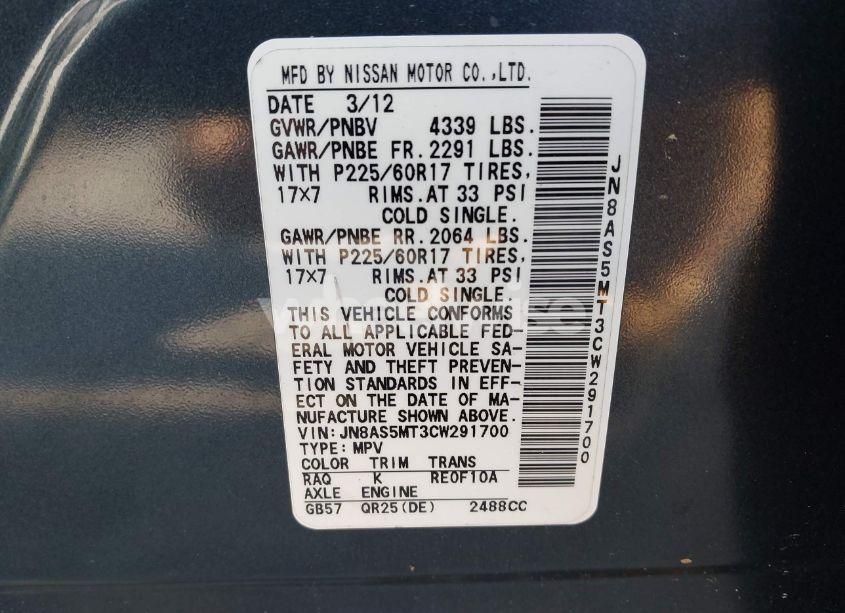 MFD BY NISSAN MOTOR CO.,LTD.
DATE 3/12
GVWR/PNBV 4339 LBS.
GAWR/PNBE FR. 2291 LBS.
WITH P225/60R17 TIRES,
17×7 RIMS.AT 33 PSI
COLD SINGLE.
GAWR/PNBE RR. 2064 LBS.
WITH P225/60R17 TIRES,
17×7 RIMS.AT 33 PSI
COLD SINGLE.
THIS VEHICLE CONFORMS
TO ALL APPLICABLE FED-
ERAL MOTOR VEHICLE SA-
FETY AND THEFT PREVEN-
TION STANDARDS IN EFF-
ECT ON THE DATE OF MA-
NUFACTURE SHOWN ABOVE.
VIN:JN8AS5MT3CW291700
TYPE:MPV
COLOR TRIM TRANS
RAQ K RE0F10A
AXLE ENGINE
GB57 QR25(DE) 2488CC
JN8AS5MT3CW291700